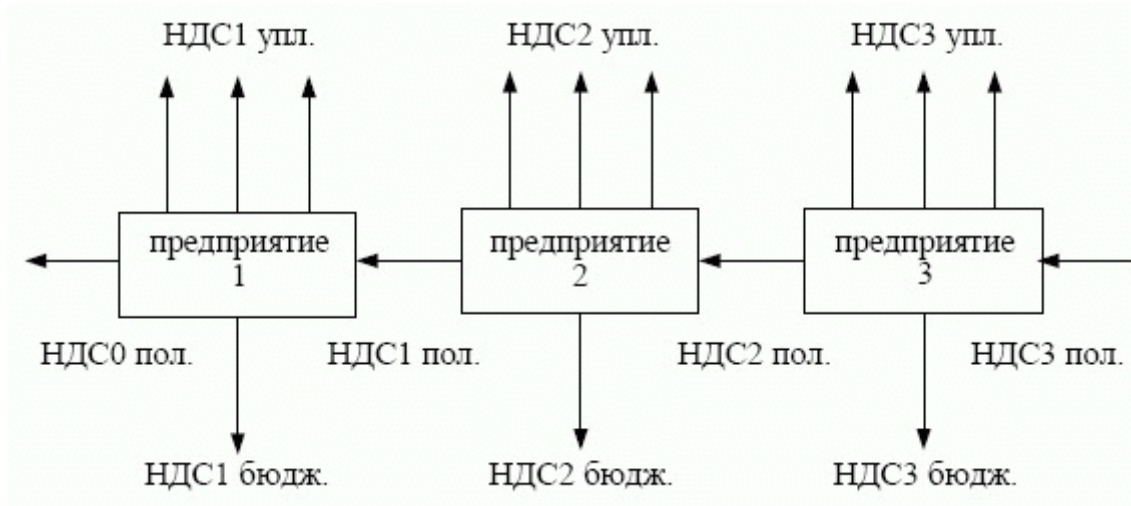 НДС1 упл.
НДС2 упл.
НДС3 упл.
предприятие
1
предприятие
2
предприятие
3
НДС0 пол.
НДС1 пол.
НДС2 пол.
НДС3 пол.
НДС1 бюдж.
НДС2 бюдж.
НДС3 бюдж.